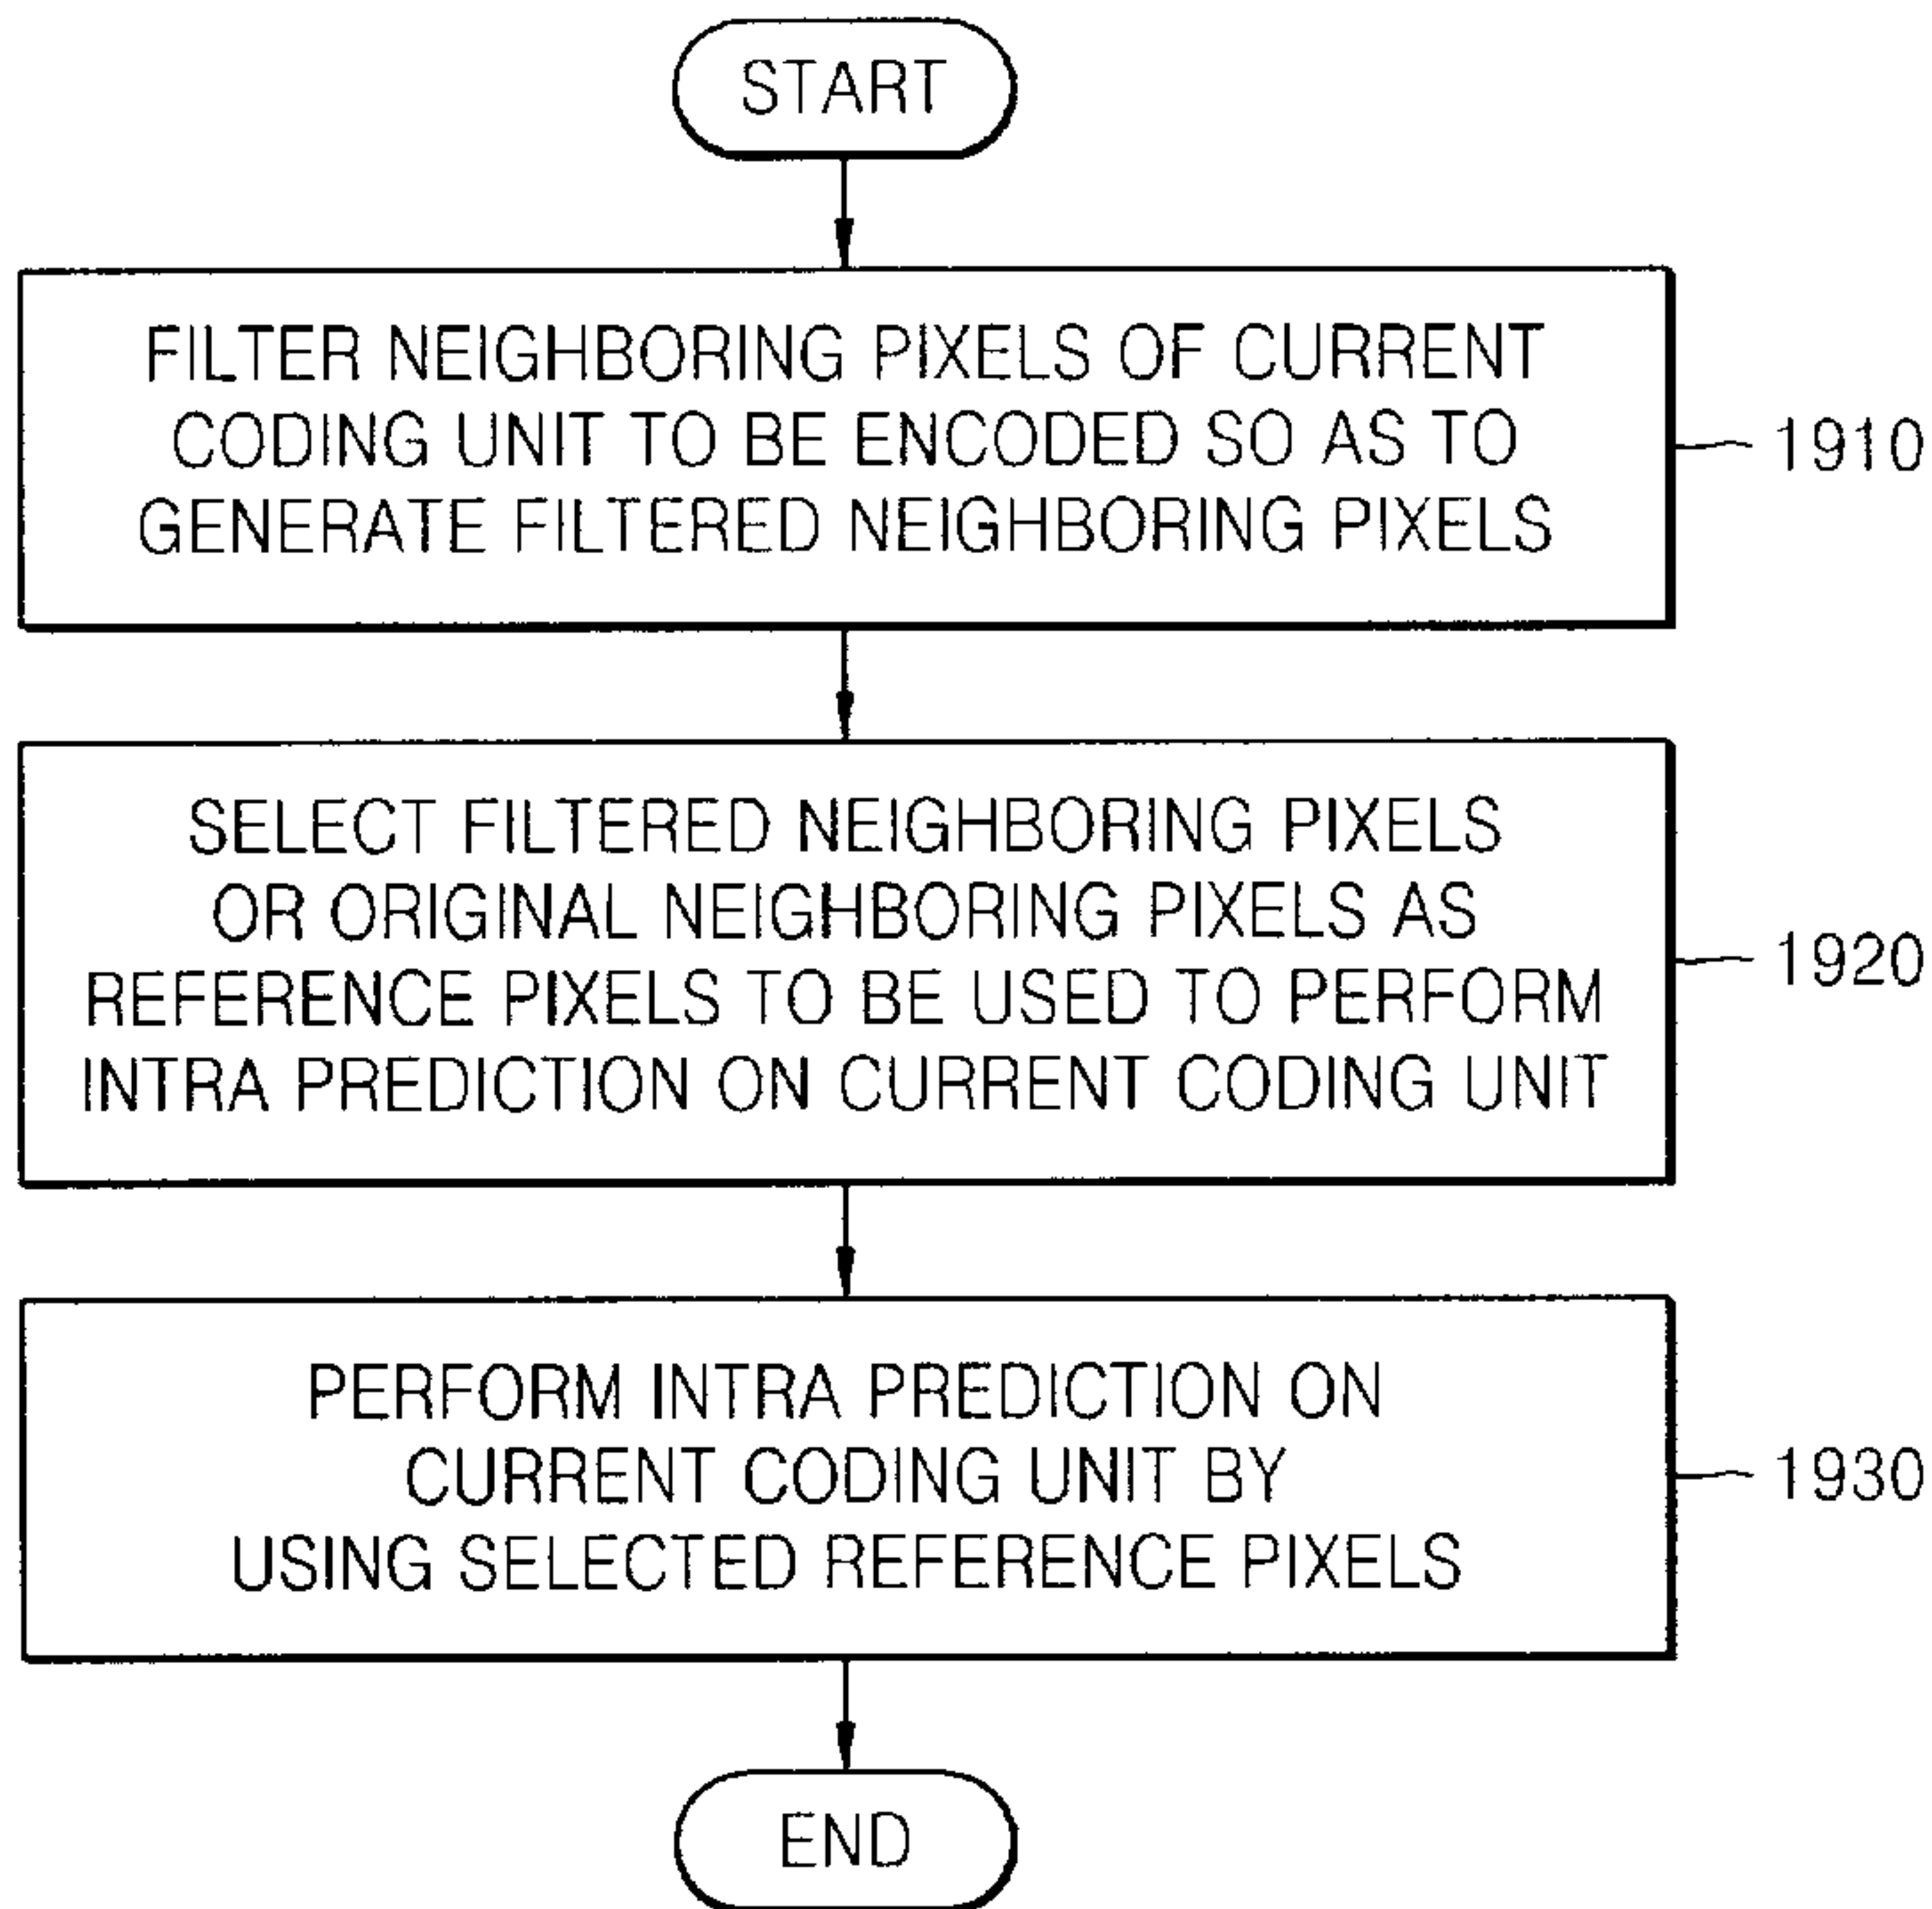 START
FILTER NEIGHBORING PIXELS OF CURRENT
CODING UNIT TO BE ENCODED SO AS TO
GENERATE FILTERED NEIGHBORING PIXELS
1910
SELECT FILTERED NEIGHBORING PIXELS
OR ORIGINAL NEIGHBORING PIXELS AS
REFERENCE PIXELS TO BE USED TO PERFORM
INTRA PREDICTION ON CURRENT CODING UNIT
1920
PERFORM INTRA PREDICTION ON
CURRENT CODING UNIT BY
USING SELECTED REFERENCE PIXELS
1930
END